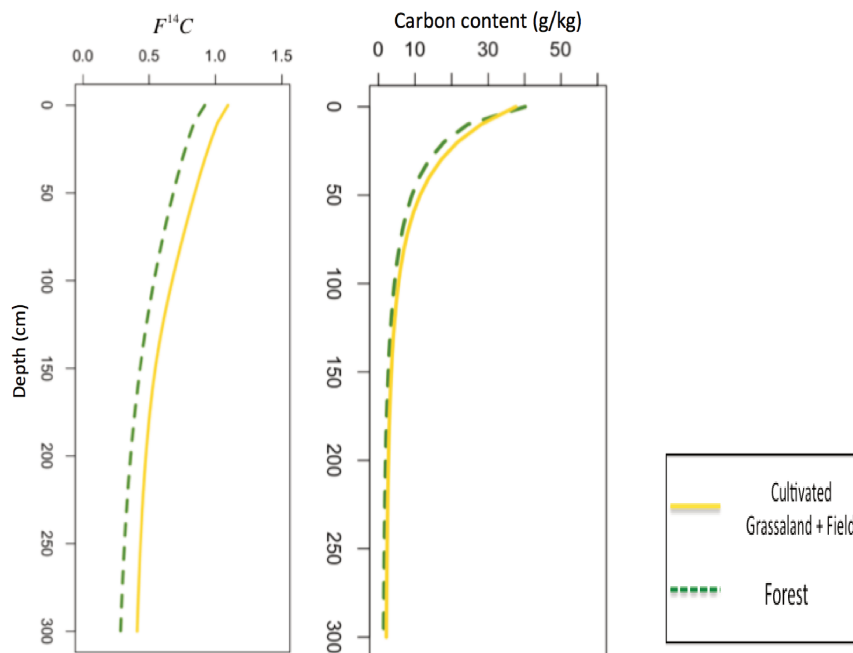 F¹⁴C
0.0 0.5 1.0 1.5
Depth (cm)
0
50
100
150
200
250
300
Carbon content (g/kg)
0 10 30 50
0
50
100
150
200
250
300
Cultivated
Grassaland + Field
Forest